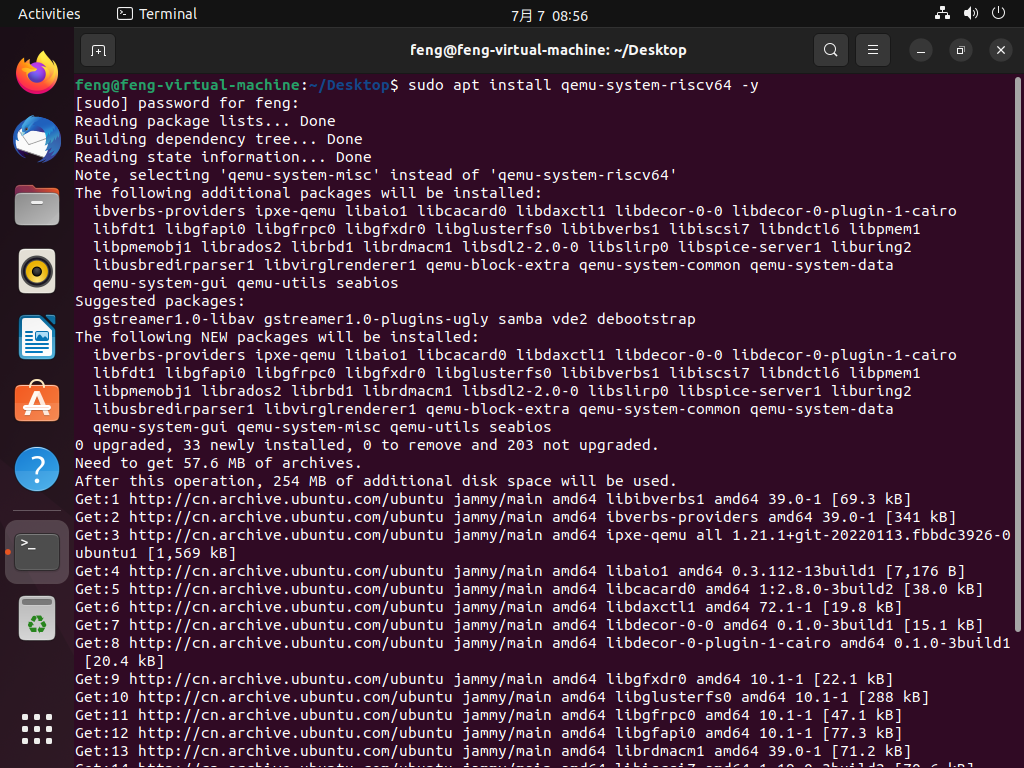 Activities
Terminal
7月 7 08:56
feng@feng-virtual-machine: ~/Desktop
feng@feng-virtual-machine:~/Desktop$ sudo apt install qemu-system-riscv64 -y
[sudo] password for feng:
Reading package lists... Done
Building dependency tree... Done
Reading state information... Done
Note, selecting 'qemu-system-misc' instead of 'qemu-system-riscv64'
The following additional packages will be installed:
  ibverbs-providers ipxe-qemu libaio1 libcacard0 libdaxctl1 libdecor-0-0 libdecor-0-plugin-1-cairo
  libfdt1 libgfapi0 libgfrpc0 libgfxdr0 libglusterfs0 libibverbs1 libiscsi7 libndctl6 libpmem1
  libpmemobj1 librados2 librbd1 librdmacm1 libsdl2-2.0-0 libslirp0 libspice-server1 liburing2
  libusbredirparser1 libvirglrenderer1 qemu-block-extra qemu-system-common qemu-system-data
  qemu-system-gui qemu-utils seabios
Suggested packages:
  gstreamer1.0-libav gstreamer1.0-plugins-ugly samba vde2 debootstrap
The following NEW packages will be installed:
  ibverbs-providers ipxe-qemu libaio1 libcacard0 libdaxctl1 libdecor-0-0 libdecor-0-plugin-1-cairo
  libfdt1 libgfapi0 libgfrpc0 libgfxdr0 libglusterfs0 libibverbs1 libiscsi7 libndctl6 libpmem1
  libpmemobj1 librados2 librbd1 librdmacm1 libsdl2-2.0-0 libslirp0 libspice-server1 liburing2
  libusbredirparser1 libvirglrenderer1 qemu-block-extra qemu-system-common qemu-system-data
  qemu-system-gui qemu-system-misc qemu-utils seabios
0 upgraded, 33 newly installed, 0 to remove and 203 not upgraded.
Need to get 57.6 MB of archives.
After this operation, 254 MB of additional disk space will be used.
Get:1 http://cn.archive.ubuntu.com/ubuntu jammy/main amd64 libibverbs1 amd64 39.0-1 [69.3 kB]
Get:2 http://cn.archive.ubuntu.com/ubuntu jammy/main amd64 ibverbs-providers amd64 39.0-1 [341 kB]
Get:3 http://cn.archive.ubuntu.com/ubuntu jammy/main amd64 ipxe-qemu all 1.21.1+git-20220113.fbbdc3926-0
ubuntu1 [1,569 kB]
Get:4 http://cn.archive.ubuntu.com/ubuntu jammy/main amd64 libaio1 amd64 0.3.112-13build1 [7,176 B]
Get:5 http://cn.archive.ubuntu.com/ubuntu jammy/main amd64 libcacard0 amd64 1:2.8.0-3build2 [38.0 kB]
Get:6 http://cn.archive.ubuntu.com/ubuntu jammy/main amd64 libdaxctl1 amd64 72.1-1 [19.8 kB]
Get:7 http://cn.archive.ubuntu.com/ubuntu jammy/main amd64 libdecor-0-0 amd64 0.1.0-3build1 [15.1 kB]
Get:8 http://cn.archive.ubuntu.com/ubuntu jammy/main amd64 libdecor-0-plugin-1-cairo amd64 0.1.0-3build1
 [20.4 kB]
Get:9 http://cn.archive.ubuntu.com/ubuntu jammy/main amd64 libgfxdr0 amd64 10.1-1 [22.1 kB]
Get:10 http://cn.archive.ubuntu.com/ubuntu jammy/main amd64 libglusterfs0 amd64 10.1-1 [288 kB]
Get:11 http://cn.archive.ubuntu.com/ubuntu jammy/main amd64 libgfrpc0 amd64 10.1-1 [47.1 kB]
Get:12 http://cn.archive.ubuntu.com/ubuntu jammy/main amd64 libgfapi0 amd64 10.1-1 [77.3 kB]
Get:13 http://cn.archive.ubuntu.com/ubuntu jammy/main amd64 librdmacm1 amd64 39.0-1 [71.2 kB]